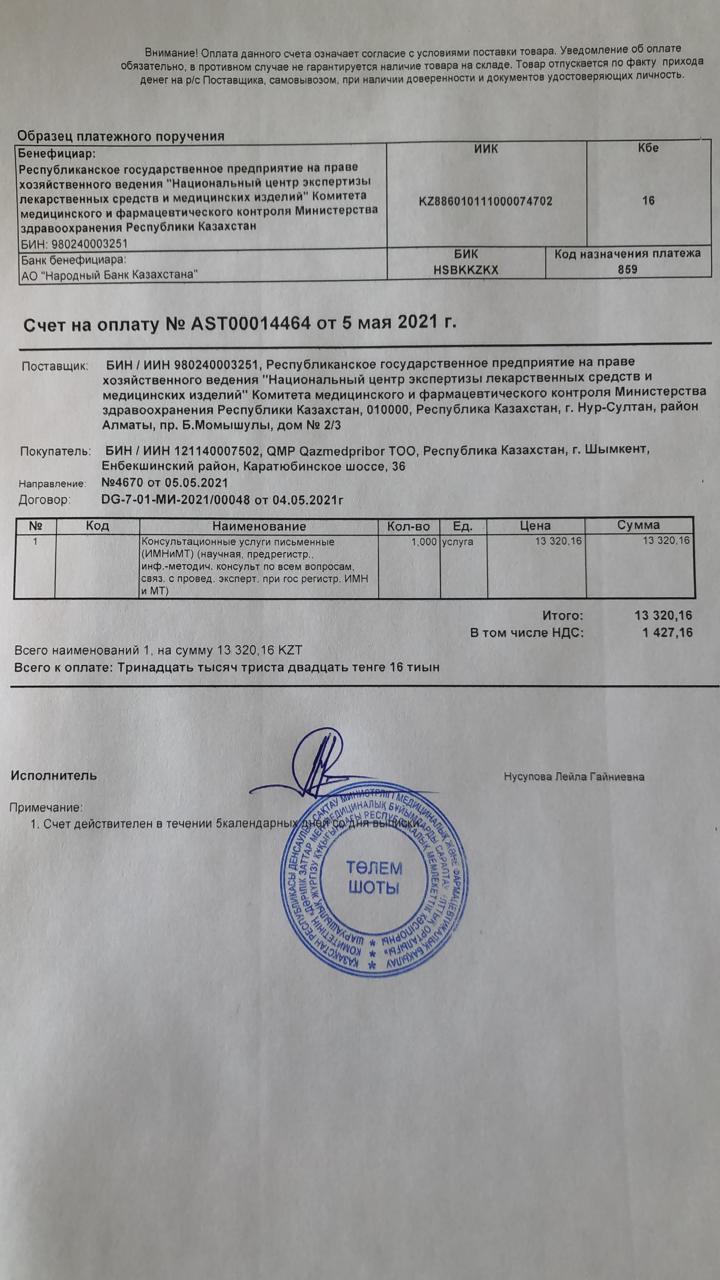 Внимание! Оплата данного счета означает согласие с условиями поставки товара. Уведомление об оплате
обязательно, в противном случае не гарантируется наличие товара на складе. Товар отпускается по факту прихода
денег на р/с Поставщика, самовывозом, при наличии доверенности и документов удостоверяющих личность.
Образец платежного поручения
Бенефициар: ИИК Кбе
Республиканское государственное предприятие на праве
хозяйственного ведения "Национальный центр экспертизы
лекарственных средств и медицинских изделий" Комитета
медицинского и фармацевтического контроля Министерства
здравоохранения Республики Казахстан
KZ886010111000074702 16
БИН: 980240003251
Банк бенефициара: БИК Код назначения платежа
АО "Народный Банк Казахстана" HSBKKZKX 859
Счет на оплату № AST00014464 от 5 мая 2021 г.
Поставщик: БИН / ИИН 980240003251, Республиканское государственное предприятие на праве
хозяйственного ведения "Национальный центр экспертизы лекарственных средств и
медицинских изделий" Комитета медицинского и фармацевтического контроля Министерства
здравоохранения Республики Казахстан, 010000, Республика Казахстан, г. Нур-Султан, район
Алматы, пр. Б.Момышулы, дом № 2/3
Покупатель: БИН / ИИН 121140007502, QMP Qazmedpribor ТОО, Республика Казахстан, г. Шымкент,
Енбекшинский район, Каратюбинское шоссе, 36
Направление: №4670 от 05.05.2021
Договор: DG-7-01-МИ-2021/00048 от 04.05.2021г
№ Код Наименование Кол-во Ед. Цена Сумма
1 Консультационные услуги письменные 1,000 услуга 13 320,16 13 320,16
(ИМНиМТ) (научная, предрегистр.,
инф.-методич. консульт по всем вопросам,
связ. с провед. эксперт. при гос регистр. ИМН
и МТ)
Итого: 13 320,16
В том числе НДС: 1 427,16
Всего наименований 1, на сумму 13 320,16 KZT
Всего к оплате: Тринадцать тысяч триста двадцать тенге 16 тиын
Исполнитель Нусупова Лейла Гайниевна
Примечание:
1. Счет действителен в течении 5календарных дней со дня выписки.
ТӨЛЕМ
ШОТЫ